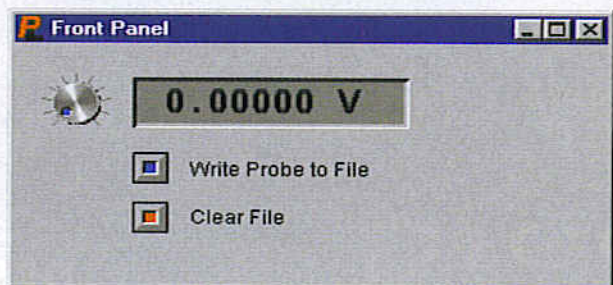 Front Panel
0.00000 V
Write Probe to File
Clear File